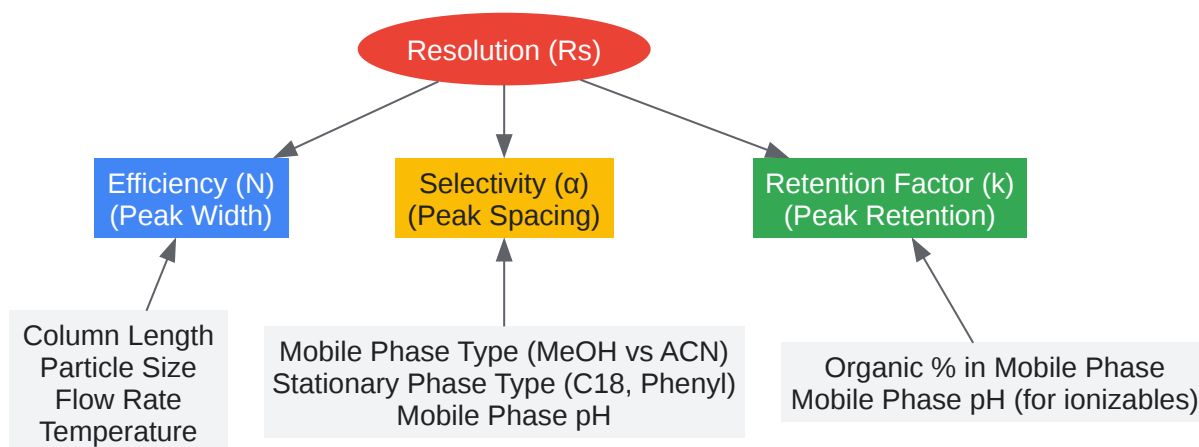 Resolution (Rs)
Efficiency (N)
(Peak Width)
Selectivity (α)
(Peak Spacing)
Retention Factor (k)
(Peak Retention)
Column Length
Particle Size
Flow Rate
Temperature
Mobile Phase Type (MeOH vs ACN)
Stationary Phase Type (C18, Phenyl)
Mobile Phase pH
Organic % in Mobile Phase
Mobile Phase pH (for ionizables)